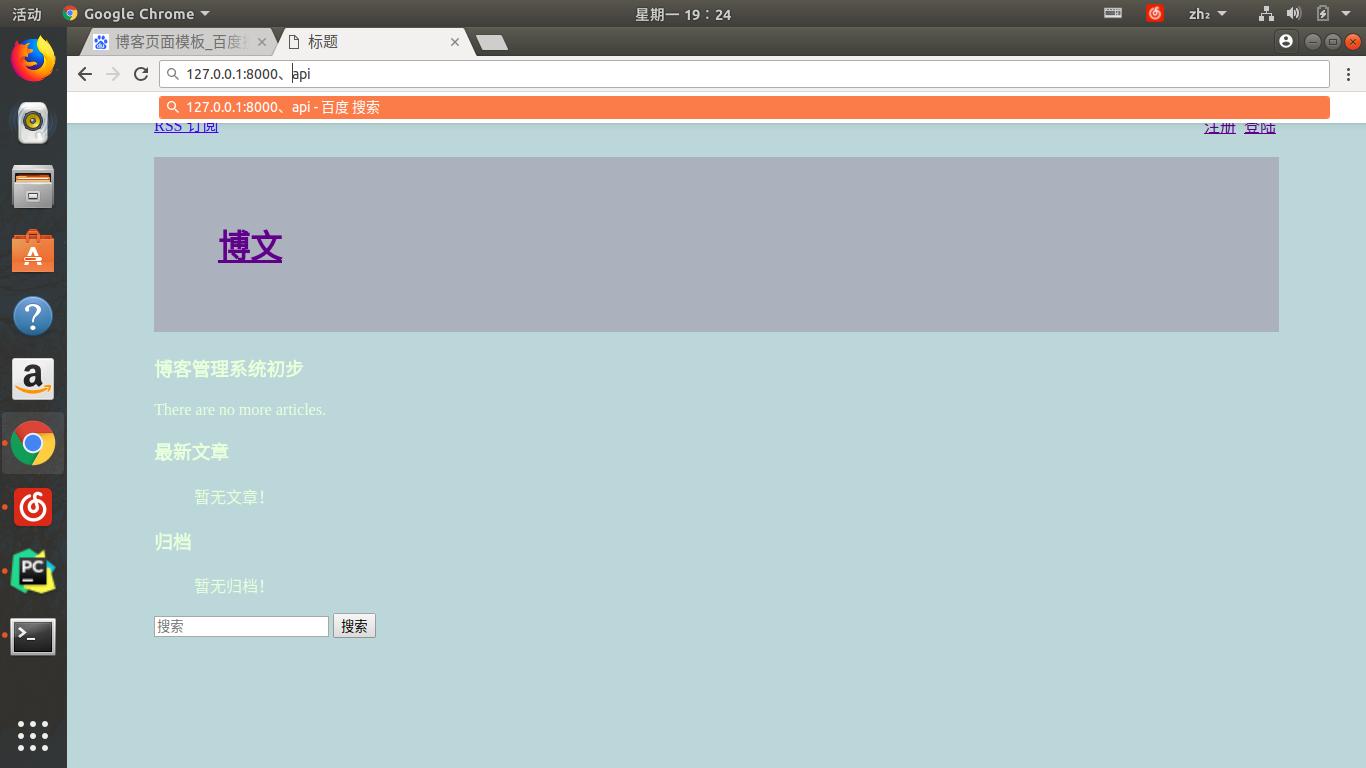 活动 Google Chrome 星期一 19：24 zh₂
博客页面模板_百度 标题
127.0.0.1:8000、api
127.0.0.1:8000、api - 百度 搜索
RSS 订阅 注册 登陆
博文
博客管理系统初步
There are no more articles.
最新文章
暂无文章！
归档
暂无归档！
搜索 搜索
PC